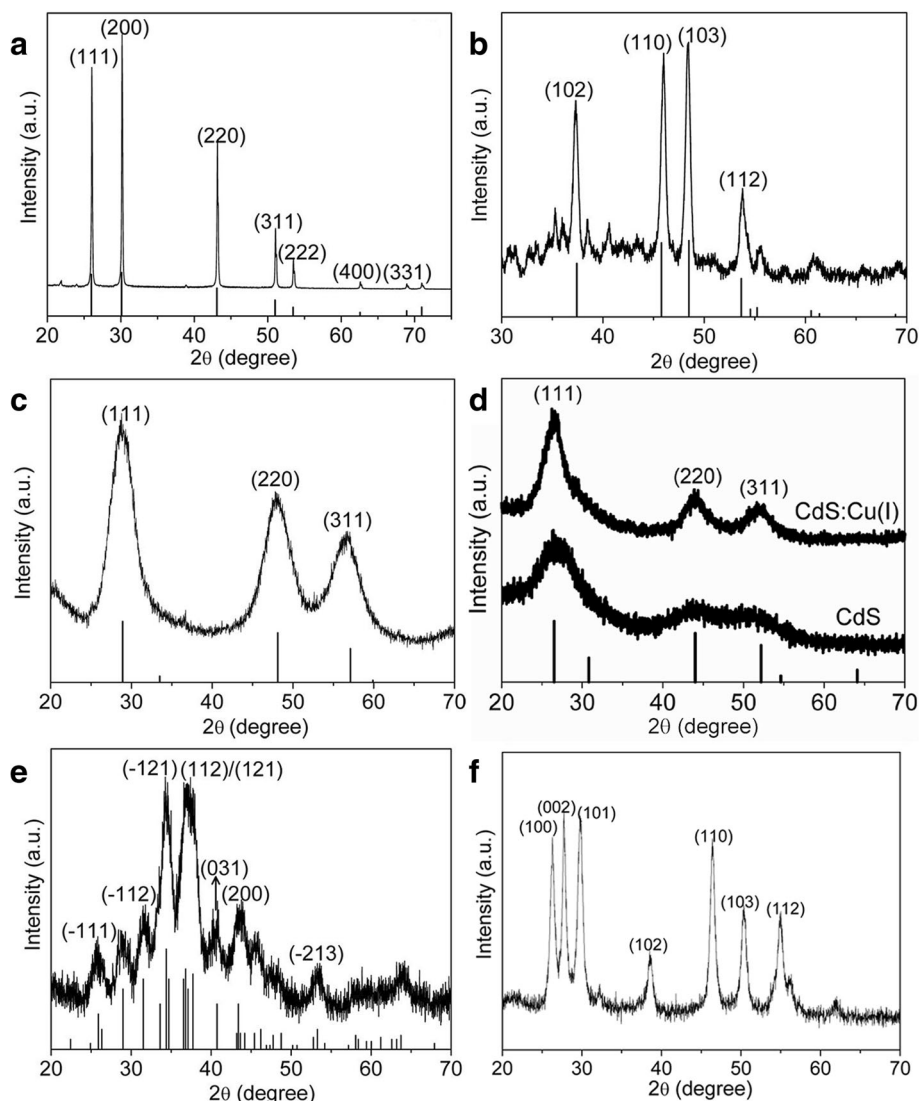 a
(111)
(200)
(220)
(311)
(222)
(400)
(331)
Intensity (a.u.)
20 30 40 50 60 70
2θ (degree)
b
(102)
(110)
(103)
(112)
Intensity (a.u.)
30 40 50 60 70
2θ (degree)
c
(111)
(220)
(311)
Intensity (a.u.)
20 30 40 50 60 70
2θ (degree)
d
(111)
(220)
(311)
CdS:Cu(I)
CdS
Intensity (a.u.)
20 30 40 50 60 70
2θ (degree)
e
(-111)
(-112)
(-121)
(112)/(121)
(031)
(200)
(-213)
Intensity (a.u.)
20 30 40 50 60 70
2θ (degree)
f
(100)
(002)
(101)
(102)
(110)
(103)
(112)
Intensity (a.u.)
20 30 40 50 60 70
2θ (degree)